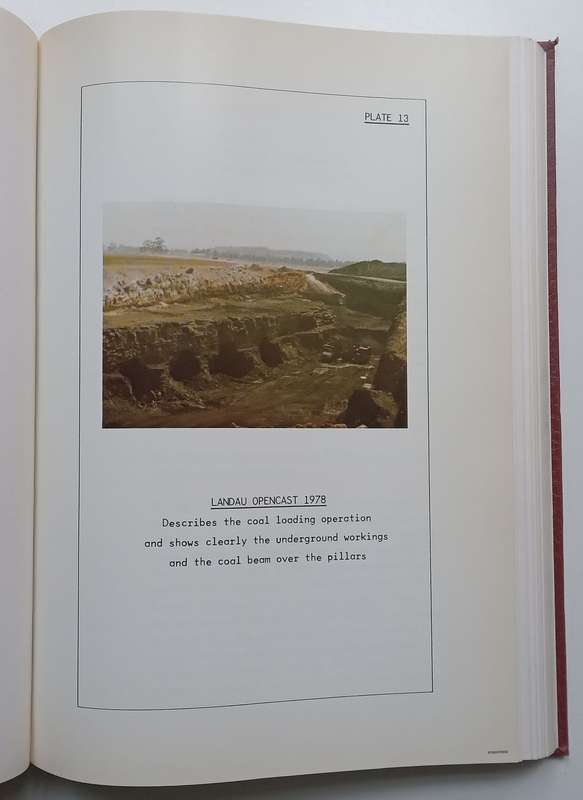 PLATE 13
LANDAU OPENCAST 1978
Describes the coal loading operation
and shows clearly the underground workings
and the coal beam over the pillars